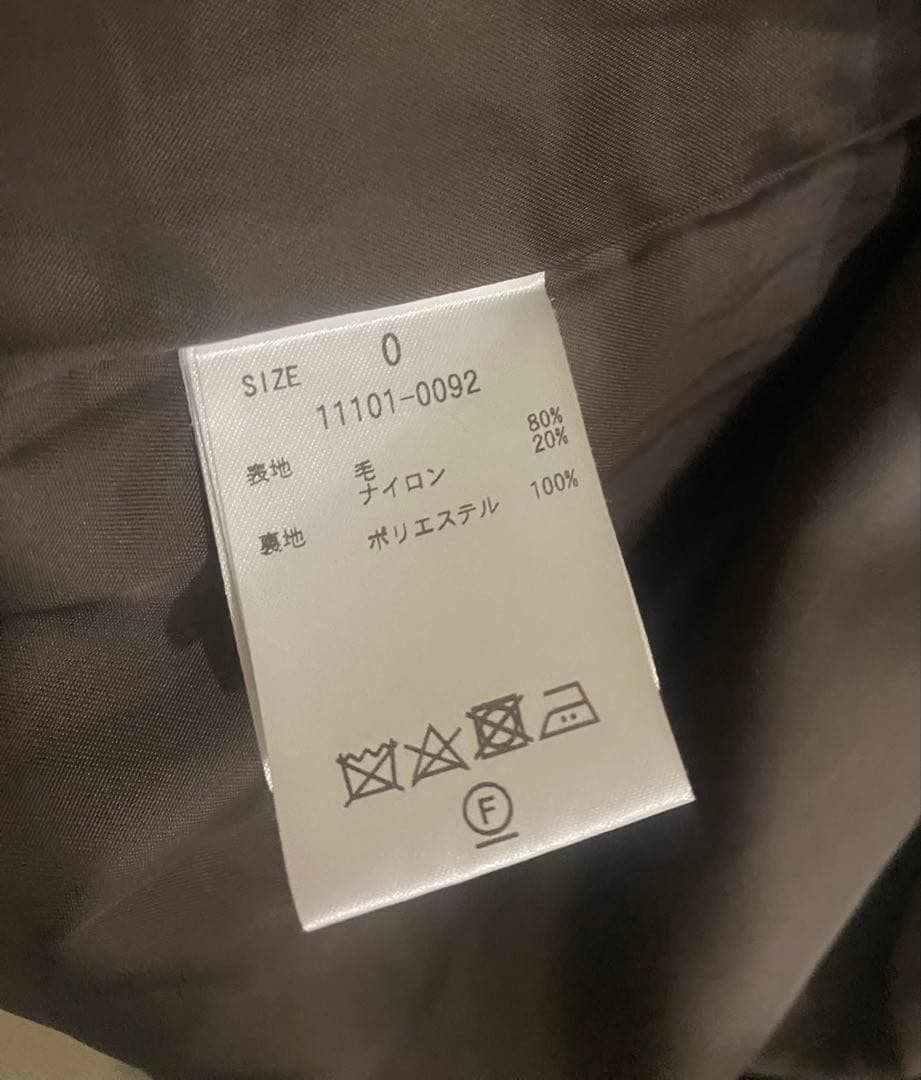 SIZE 0
11101-0092
表地 毛 80%
ナイロン 20%
裏地 ポリエステル 100%
F